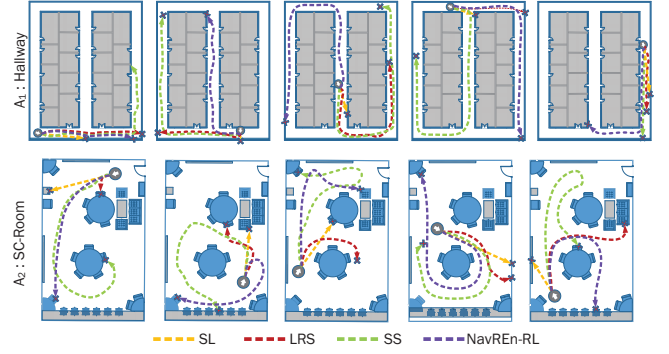 A1 : Hallway
A2 : SC-Room
SL LRS SS NavREn-RL